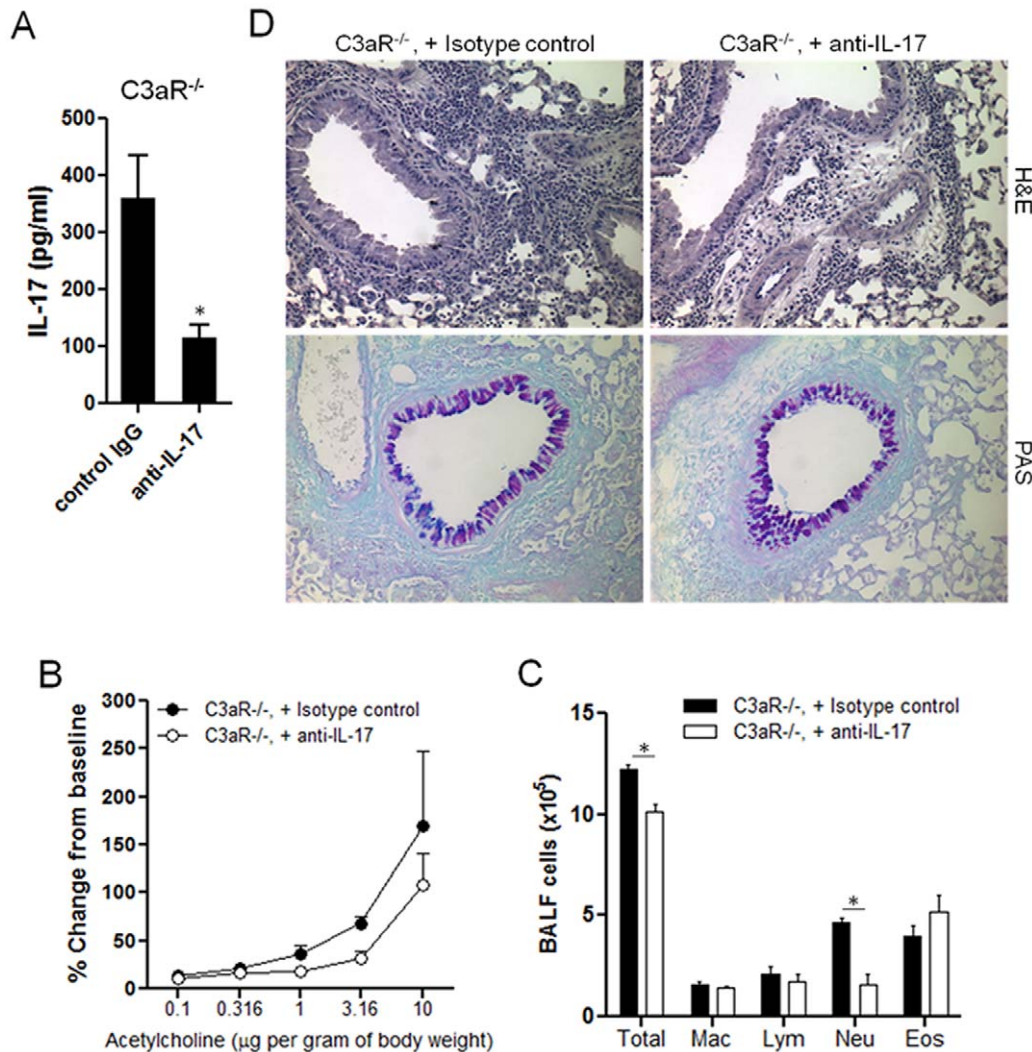 A
C3aR-/-
500
400
300
200
100
0
IL-17 (pg/ml)
*
control IgG
anti-IL-17
D
C3aR-/-, + Isotype control
C3aR-/-, + anti-IL-17
H&E
PAS
B
300
250
200
150
100
50
0
% Change from baseline
C3aR-/-, + Isotype control
C3aR-/-, + anti-IL-17
0.1 0.316 1 3.16 10
Acetylcholine (μg per gram of body weight)
C
C3aR-/-, + Isotype control
C3aR-/-, + anti-IL-17
15
10
5
0
BALF cells (x10⁵)
*
*
Total Mac Lym Neu Eos